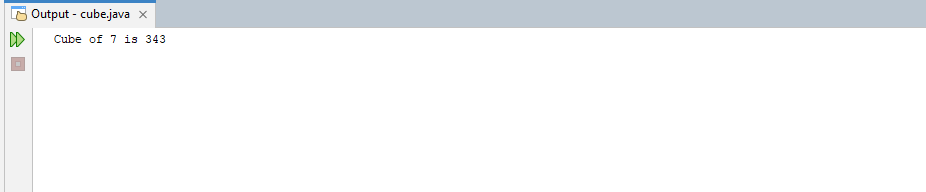 Output - cube.java
Cube of 7 is 343